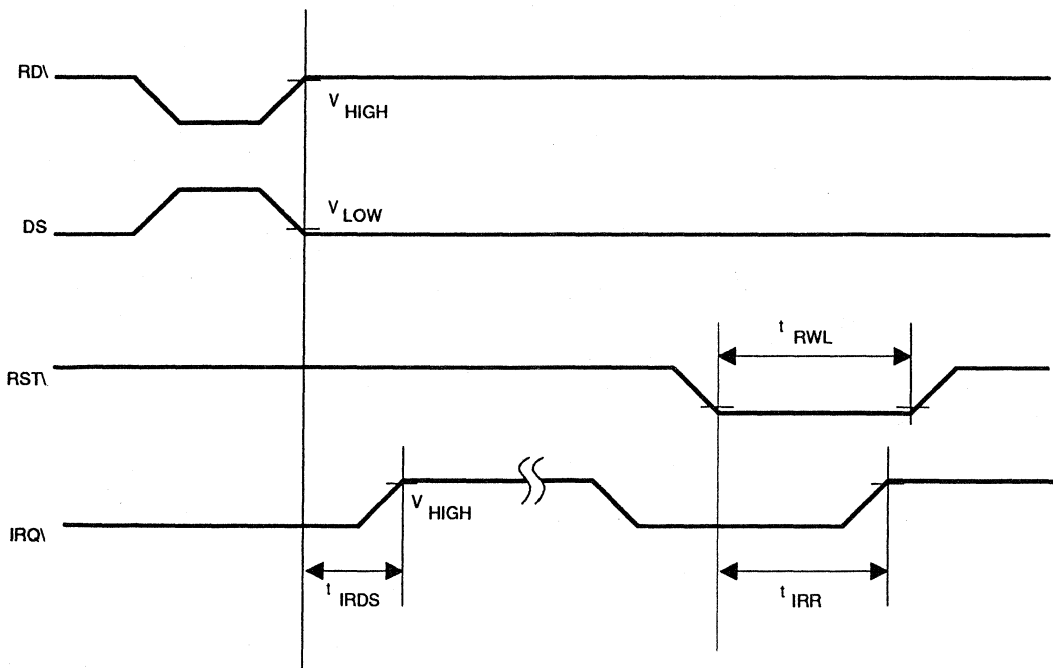 RD\
V HIGH
DS
V LOW
RST\
t RWL
IRQ\
V HIGH
t IRDS
t IRR